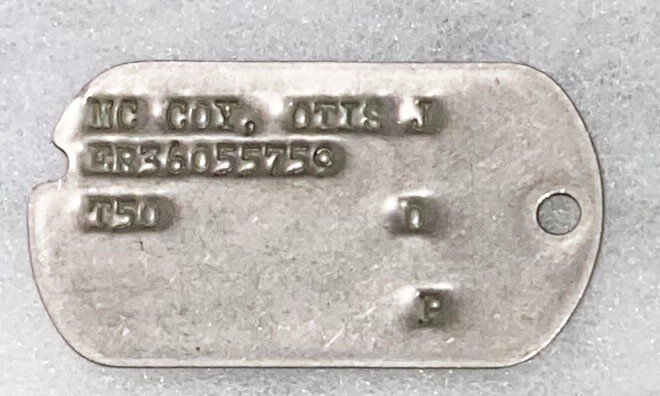 MC COY, OTIS J
ER36055759
T50 O
P